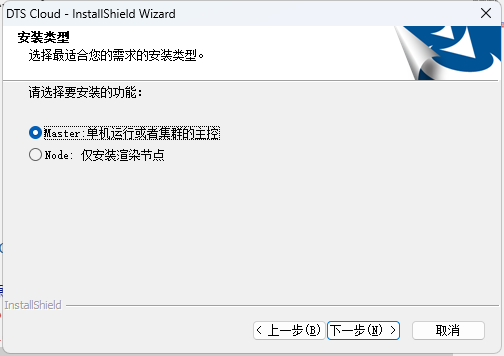 DTS Cloud - InstallShield Wizard
安装类型
选择最适合您的需求的安装类型。
请选择要安装的功能：
Master:单机运行或者集群的主控
Node: 仅安装渲染节点
InstallShield
< 上一步(B) 下一步(N) > 取消